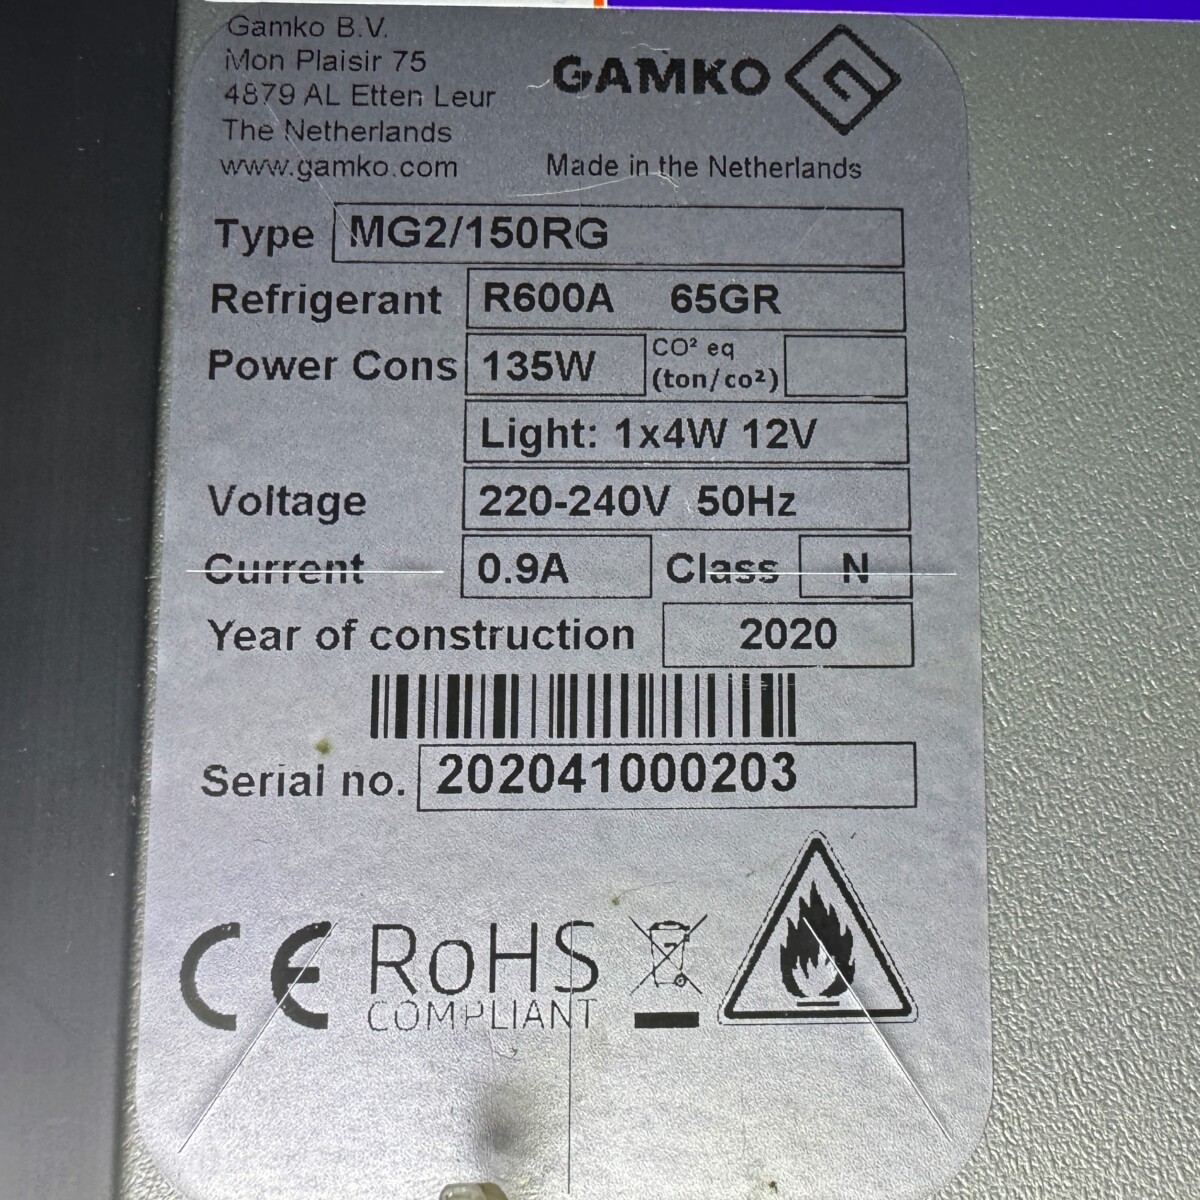 Gamko B.V.
Mon Plaisir 75
4879 AL Etten Leur
The Netherlands
www.gamko.com
GAMKO
Made in the Netherlands
Type MG2/150RG
Refrigerant R600A 65GR
Power Cons 135W CO² eq
(ton/co²)
Light: 1x4W 12V
Voltage 220-240V 50Hz
Current 0.9A Class N
Year of construction 2020
Serial no. 202041000203
CE RoHS
COMPLIANT